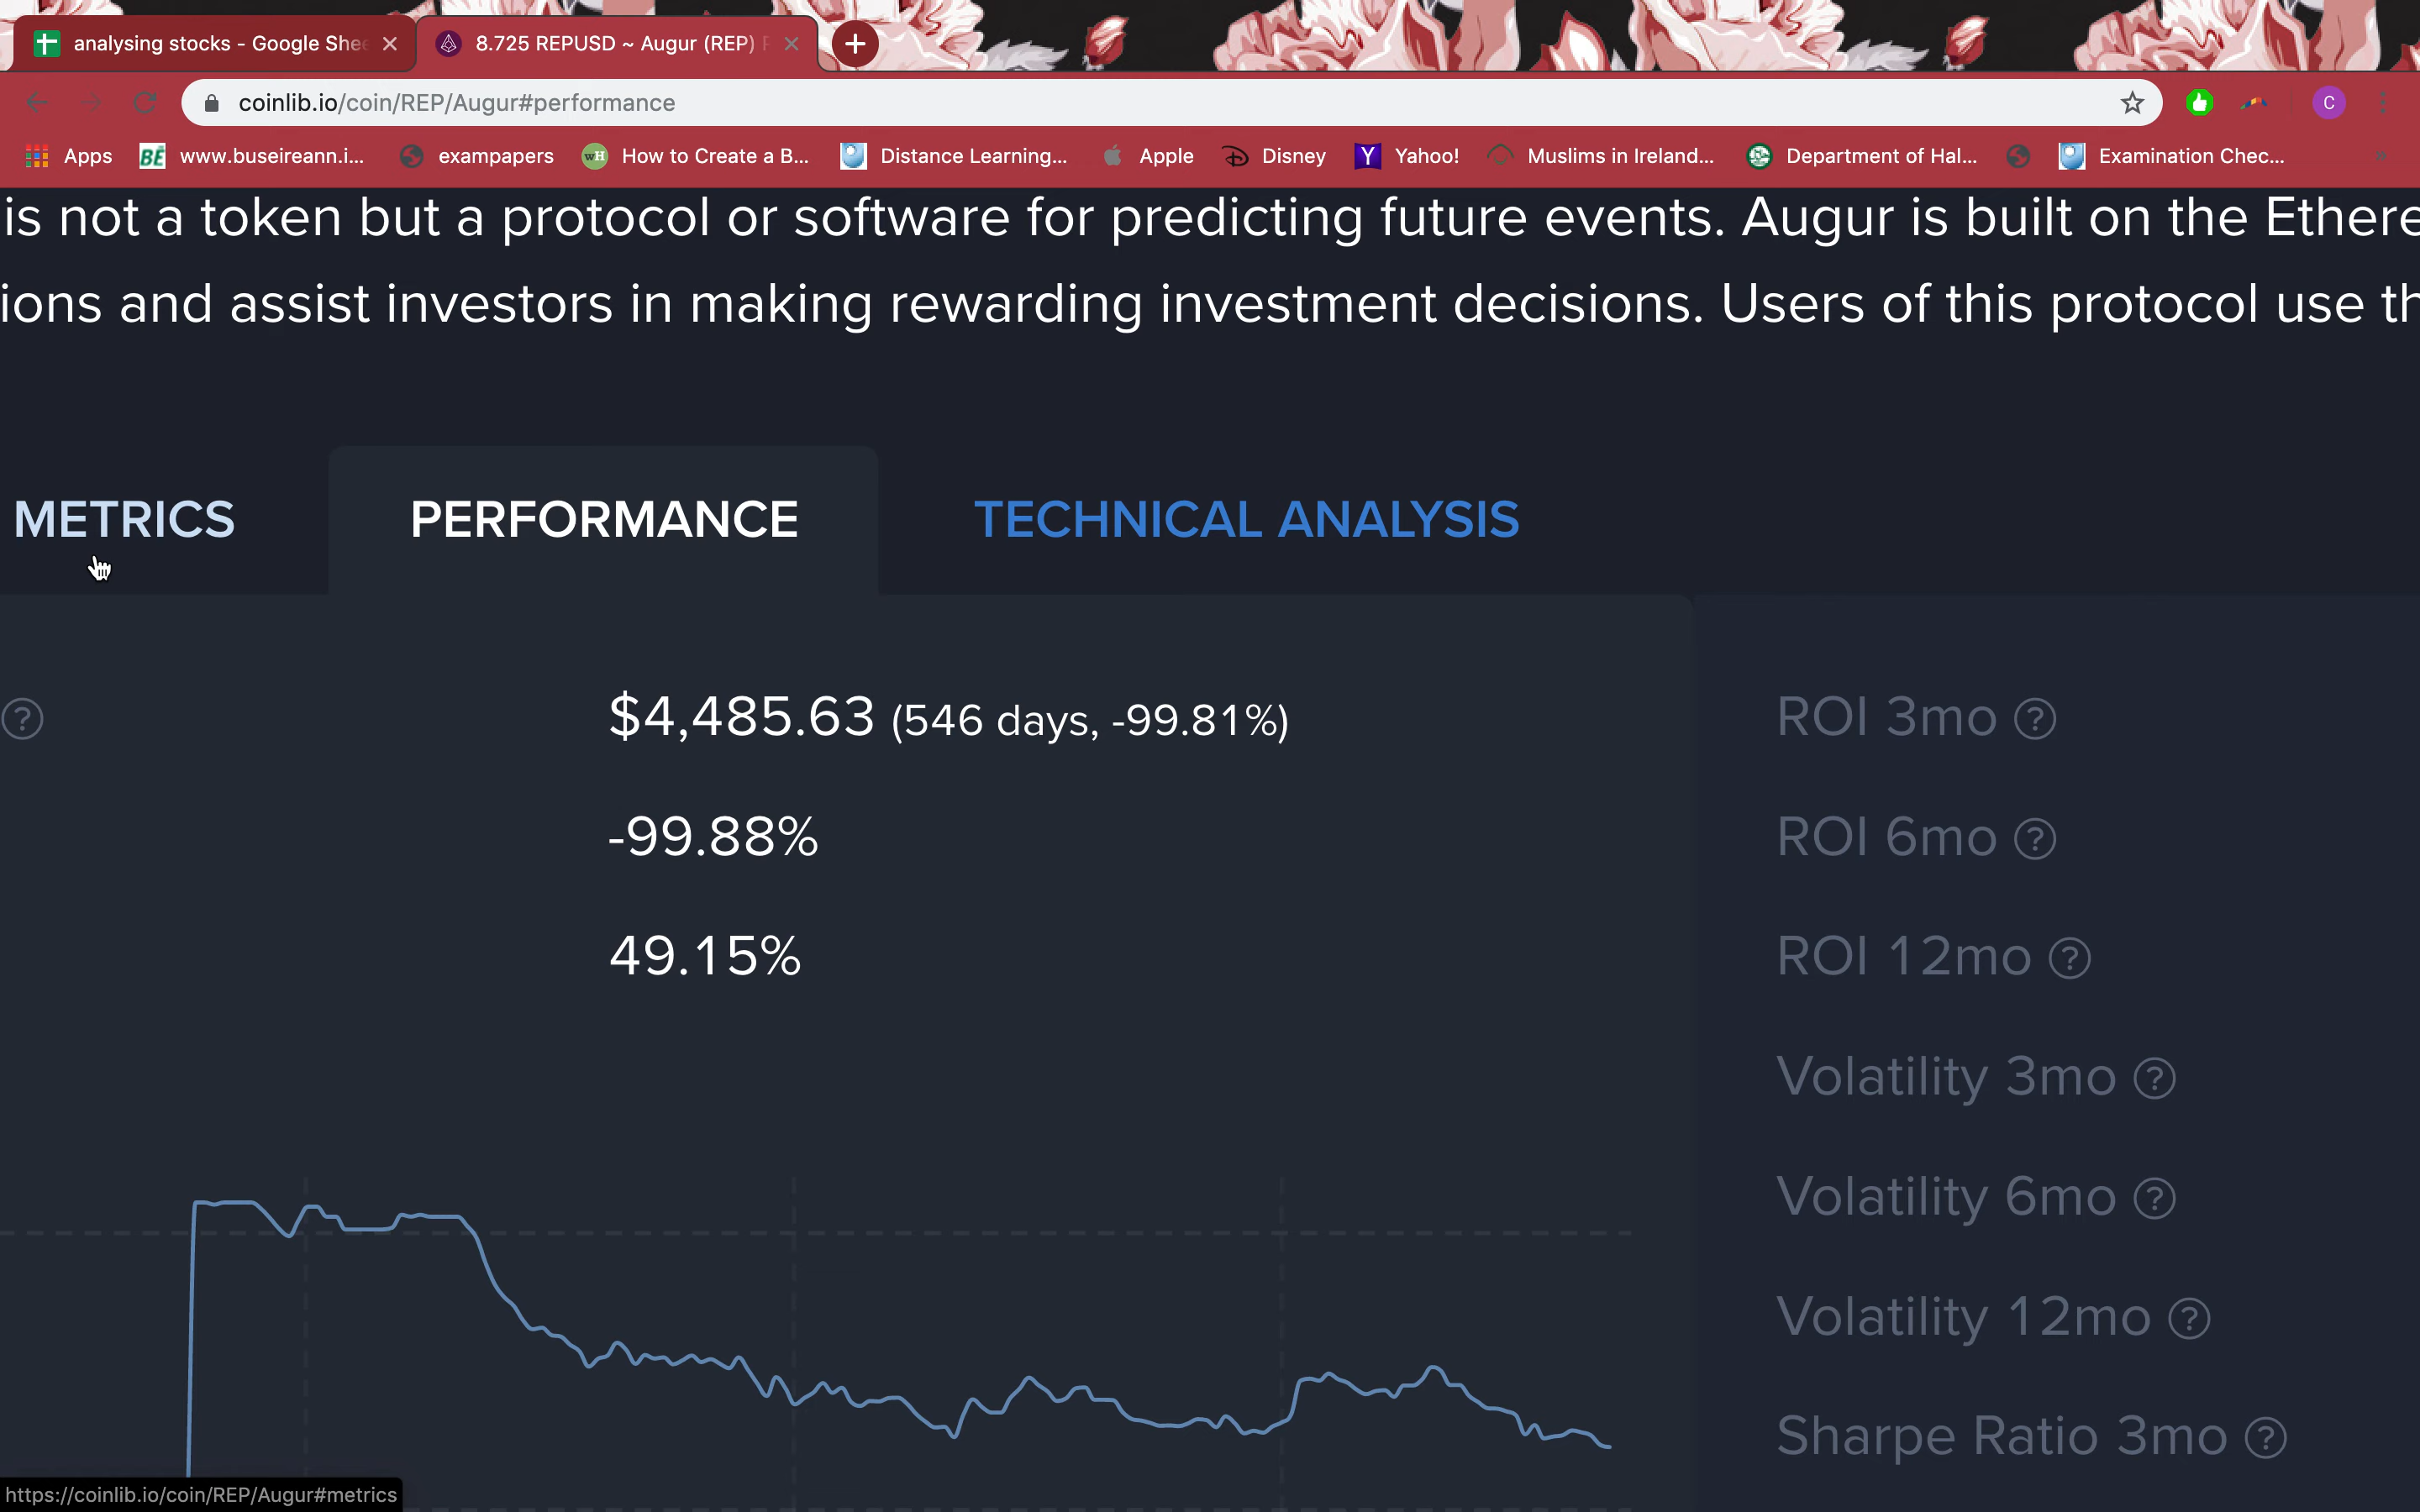 analysing stocks - Google She
8.725 REPUSD ~ Augur (REP)
coinlib.io/coin/REP/Augur#performance
C
Apps
BE www.buseireann.i...
exampapers
wH How to Create a B...
Distance Learning...
Apple
Disney
Y Yahoo!
Muslims in Ireland...
Department of Hal...
Examination Chec...
»
is not a token but a protocol or software for predicting future events. Augur is built on the Ethere
ions and assist investors in making rewarding investment decisions. Users of this protocol use th
METRICS PERFORMANCE TECHNICAL ANALYSIS
? $4,485.63 (546 days, -99.81%) ROI 3mo ?
-99.88% ROI 6mo ?
49.15% ROI 12mo ?
Volatility 3mo ?
Volatility 6mo ?
Volatility 12mo ?
Sharpe Ratio 3mo ?
https://coinlib.io/coin/REP/Augur#metrics